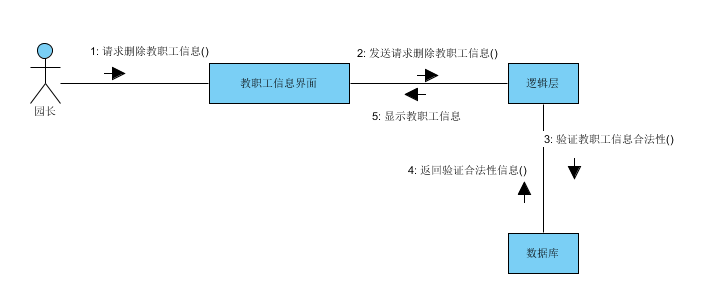 1: 请求删除教职工信息()
2: 发送请求删除教职工信息()
教职工信息界面
逻辑层
园长
5: 显示教职工信息
3: 验证教职工信息合法性()
4: 返回验证合法性信息()
数据库